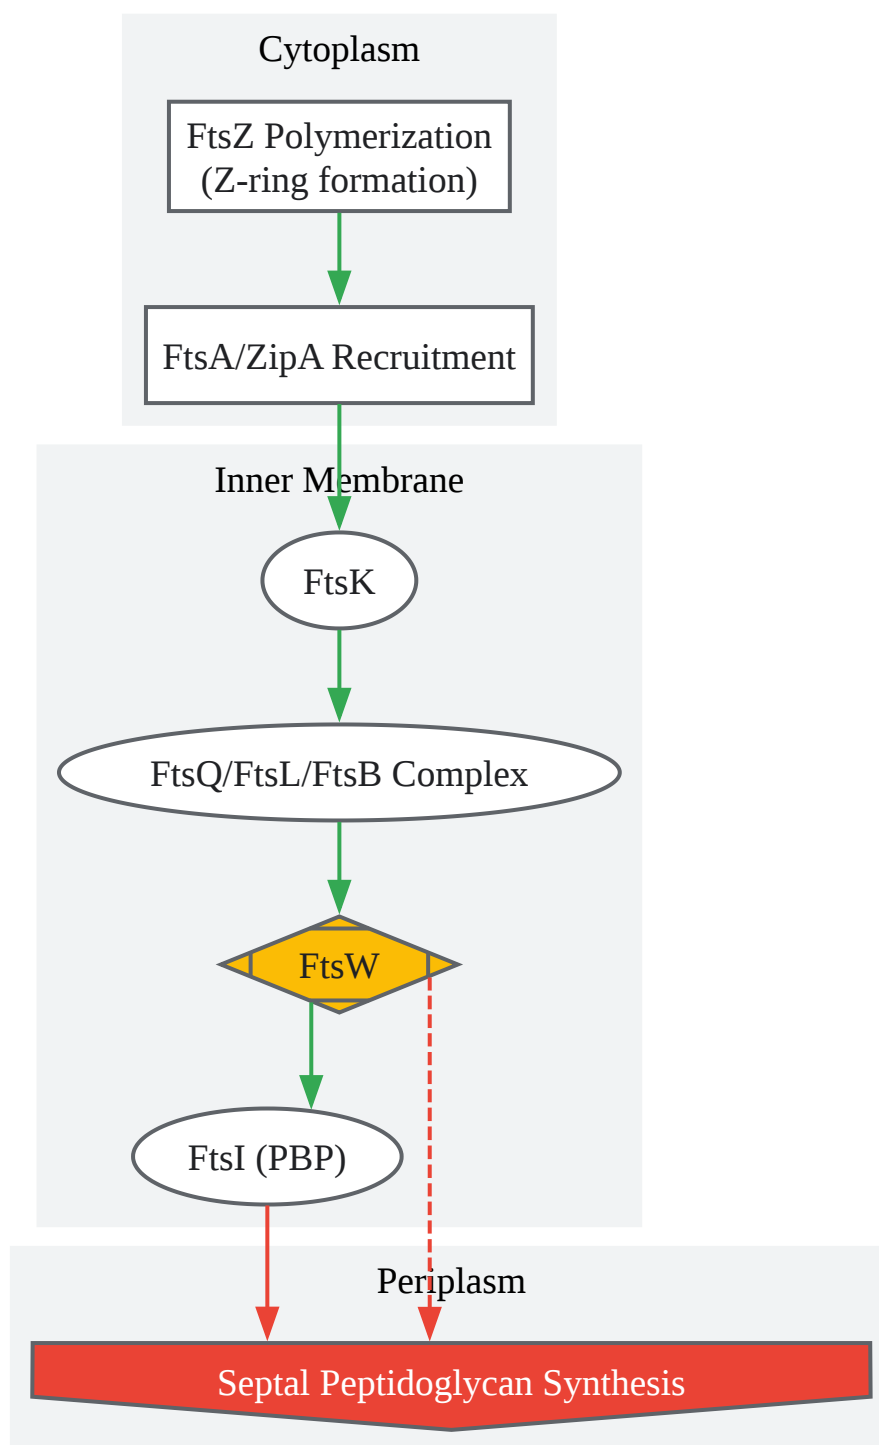 Cytoplasm
FtsZ Polymerization
(Z-ring formation)
FtsA/ZipA Recruitment
Inner Membrane
FtsK
FtsQ/FtsL/FtsB Complex
FtsW
FtsI (PBP)
Periplasm
Septal Peptidoglycan Synthesis